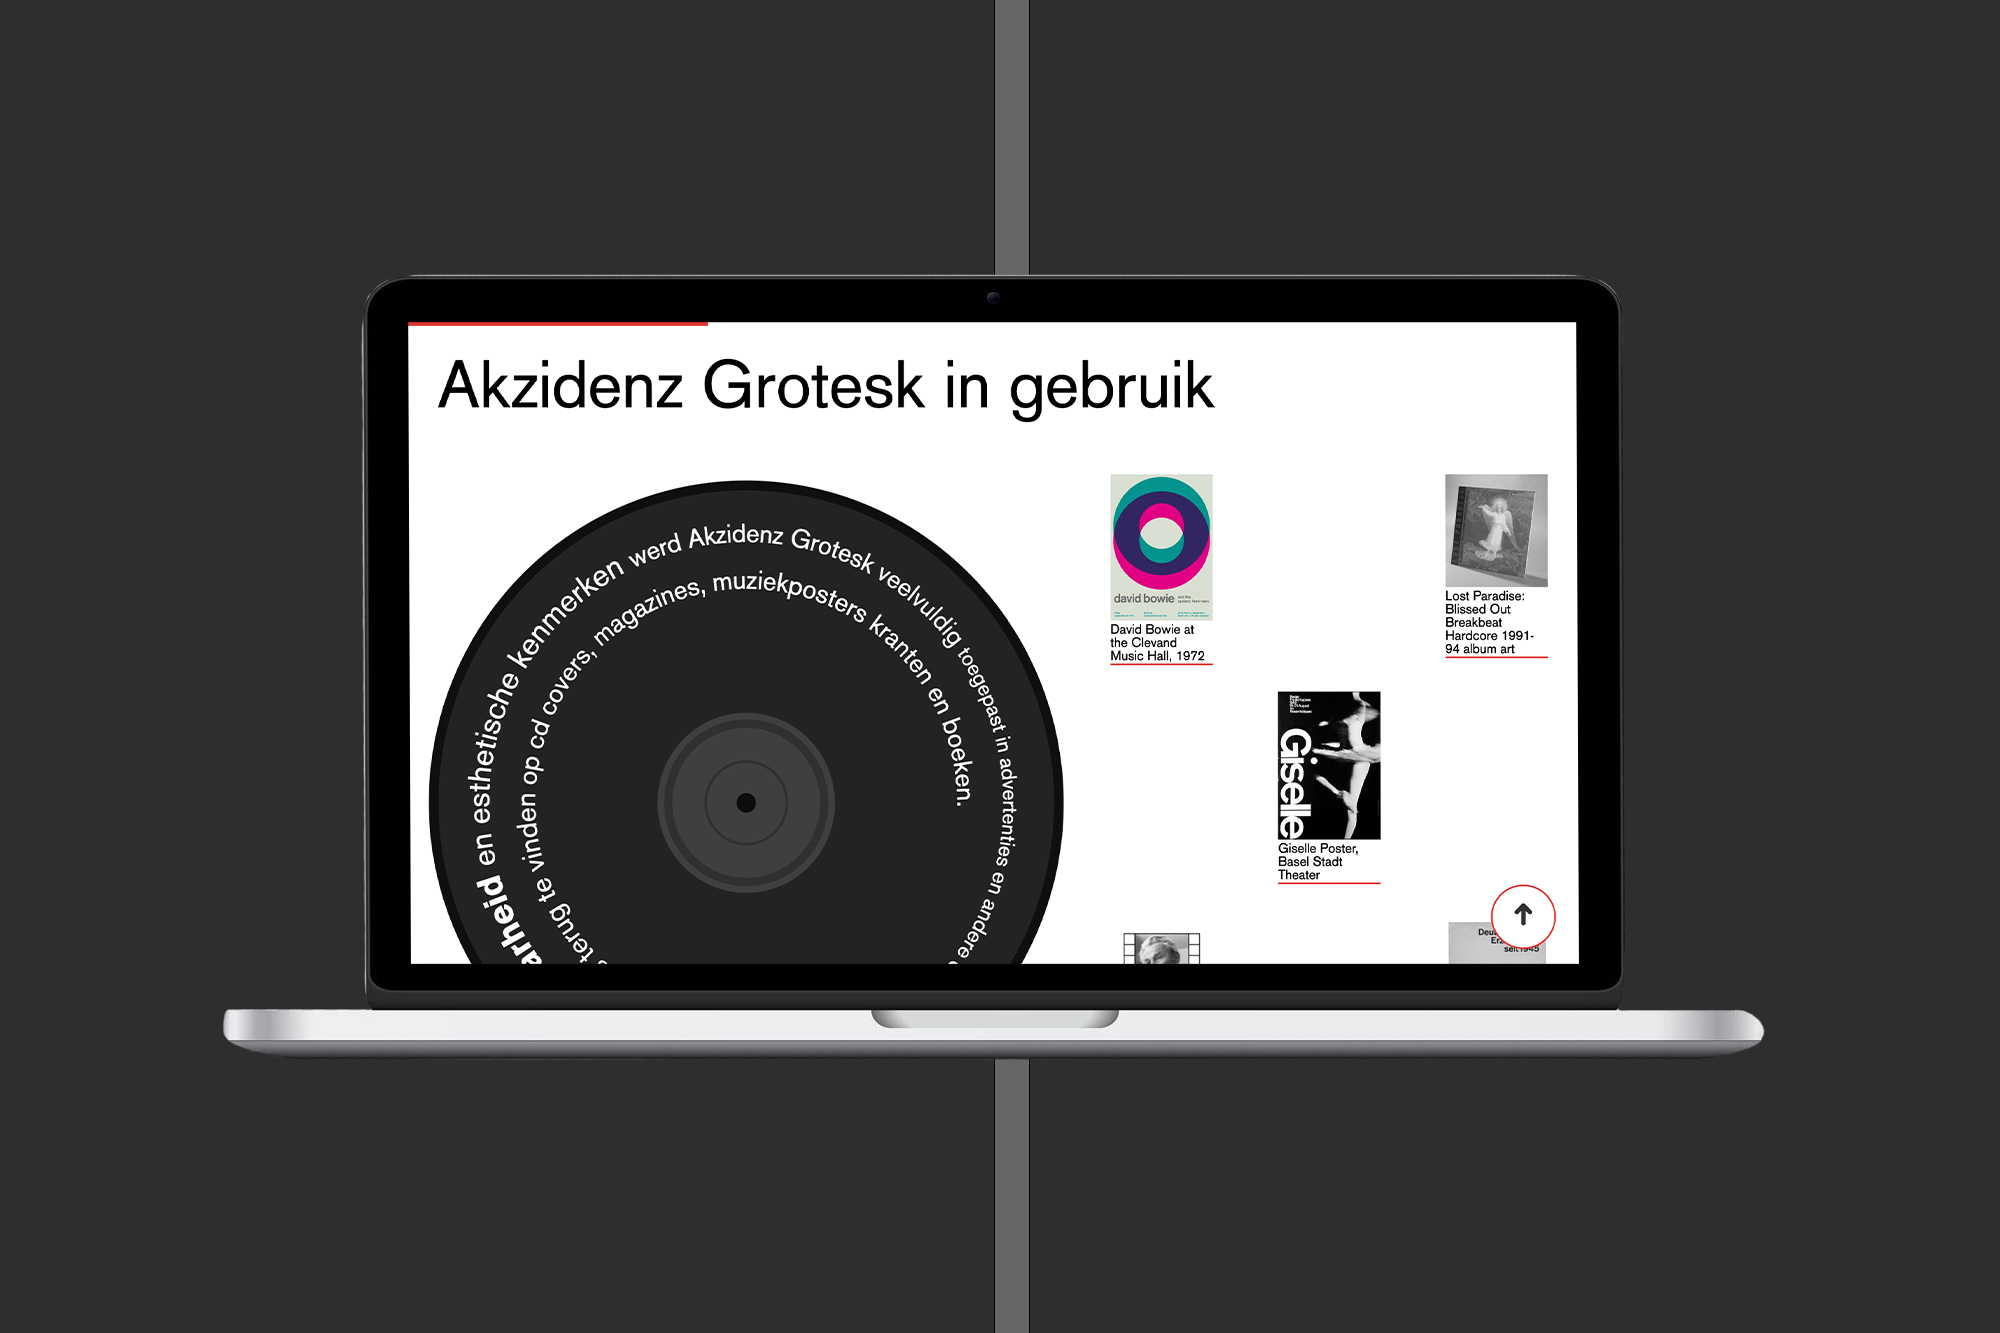 Akzidenz Grotesk in gebruik
arheid en esthetische kenmerken werd Akzidenz Grotesk veelvuldig toegepast in advertenties en andere
terug te vinden op cd covers, magazines, muziekposters kranten en boeken.
david bowie
David Bowie at
the Clevand
Music Hall, 1972
Lost Paradise:
Blissed Out
Breakbeat
Hardcore 1991-
94 album art
Giselle
Giselle Poster,
Basel Stadt
Theater